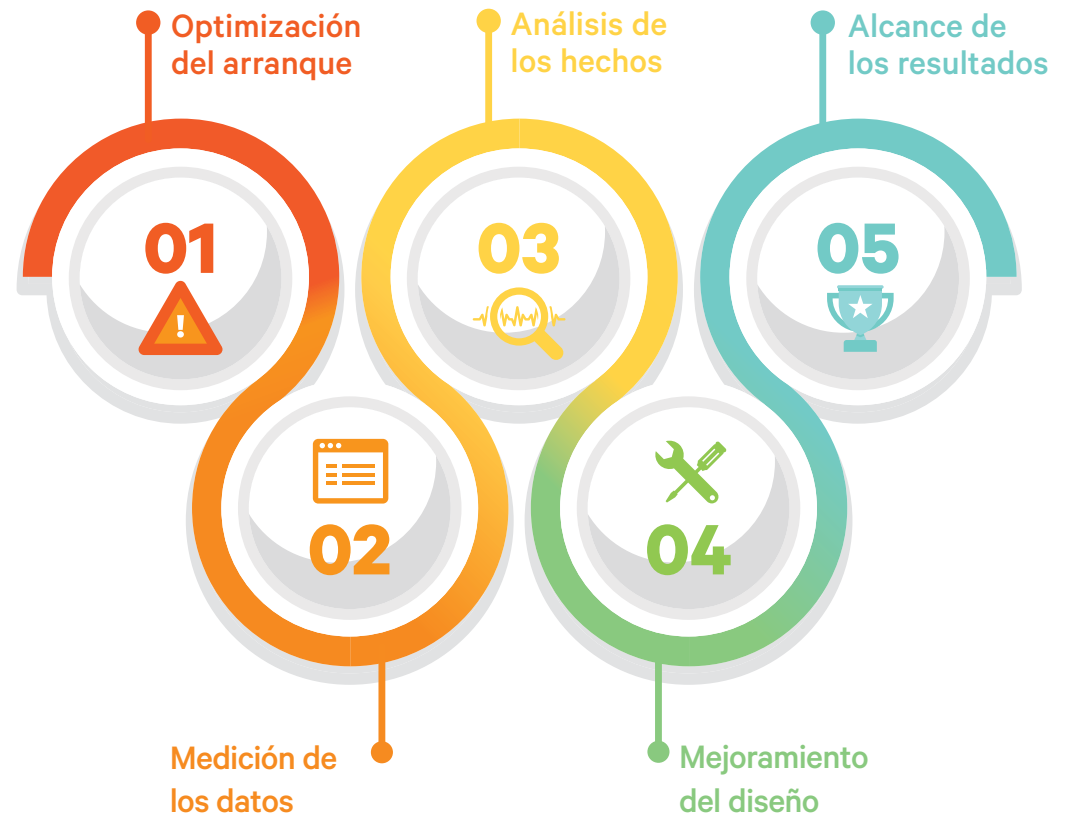 Optimización
del arranque
Análisis de
los hechos
Alcance de
los resultados
01
!
03
05
02
04
Medición de
los datos
Mejoramiento
del diseño